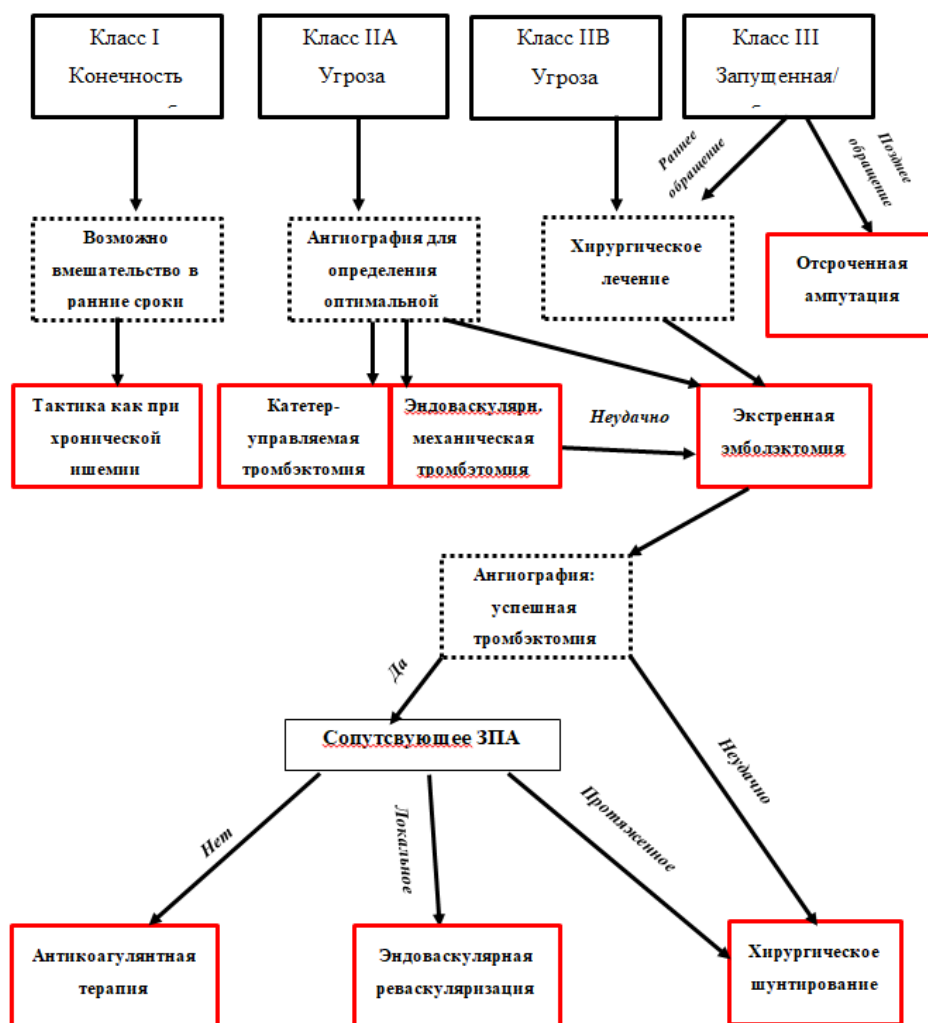 Класс I
Конечность
Класс IIА
Угроза
Класс IIВ
Угроза
Класс III
Запущенная/
Раннее
обращение
Позднее
обращение
Возможно
вмешательство в
ранние сроки
Ангиография для
определения
оптимальной
Хирургическое
лечение
Отсроченная
ампутация
Тактика как при
хронической
ишемии
Катетер-
управляемая
тромбэктомия
Эндоваскулярн.
механическая
тромбэтомия
Неудачно
Экстренная
эмболэктомия
Ангиография:
успешная
тромбэктомия
Да
Неудачно
Сопутсвующее ЗПА
Нет
Локальное
Протяженное
Антикоагулянтная
терапия
Эндоваскулярная
реваскуляризация
Хирургическое
шунтирование